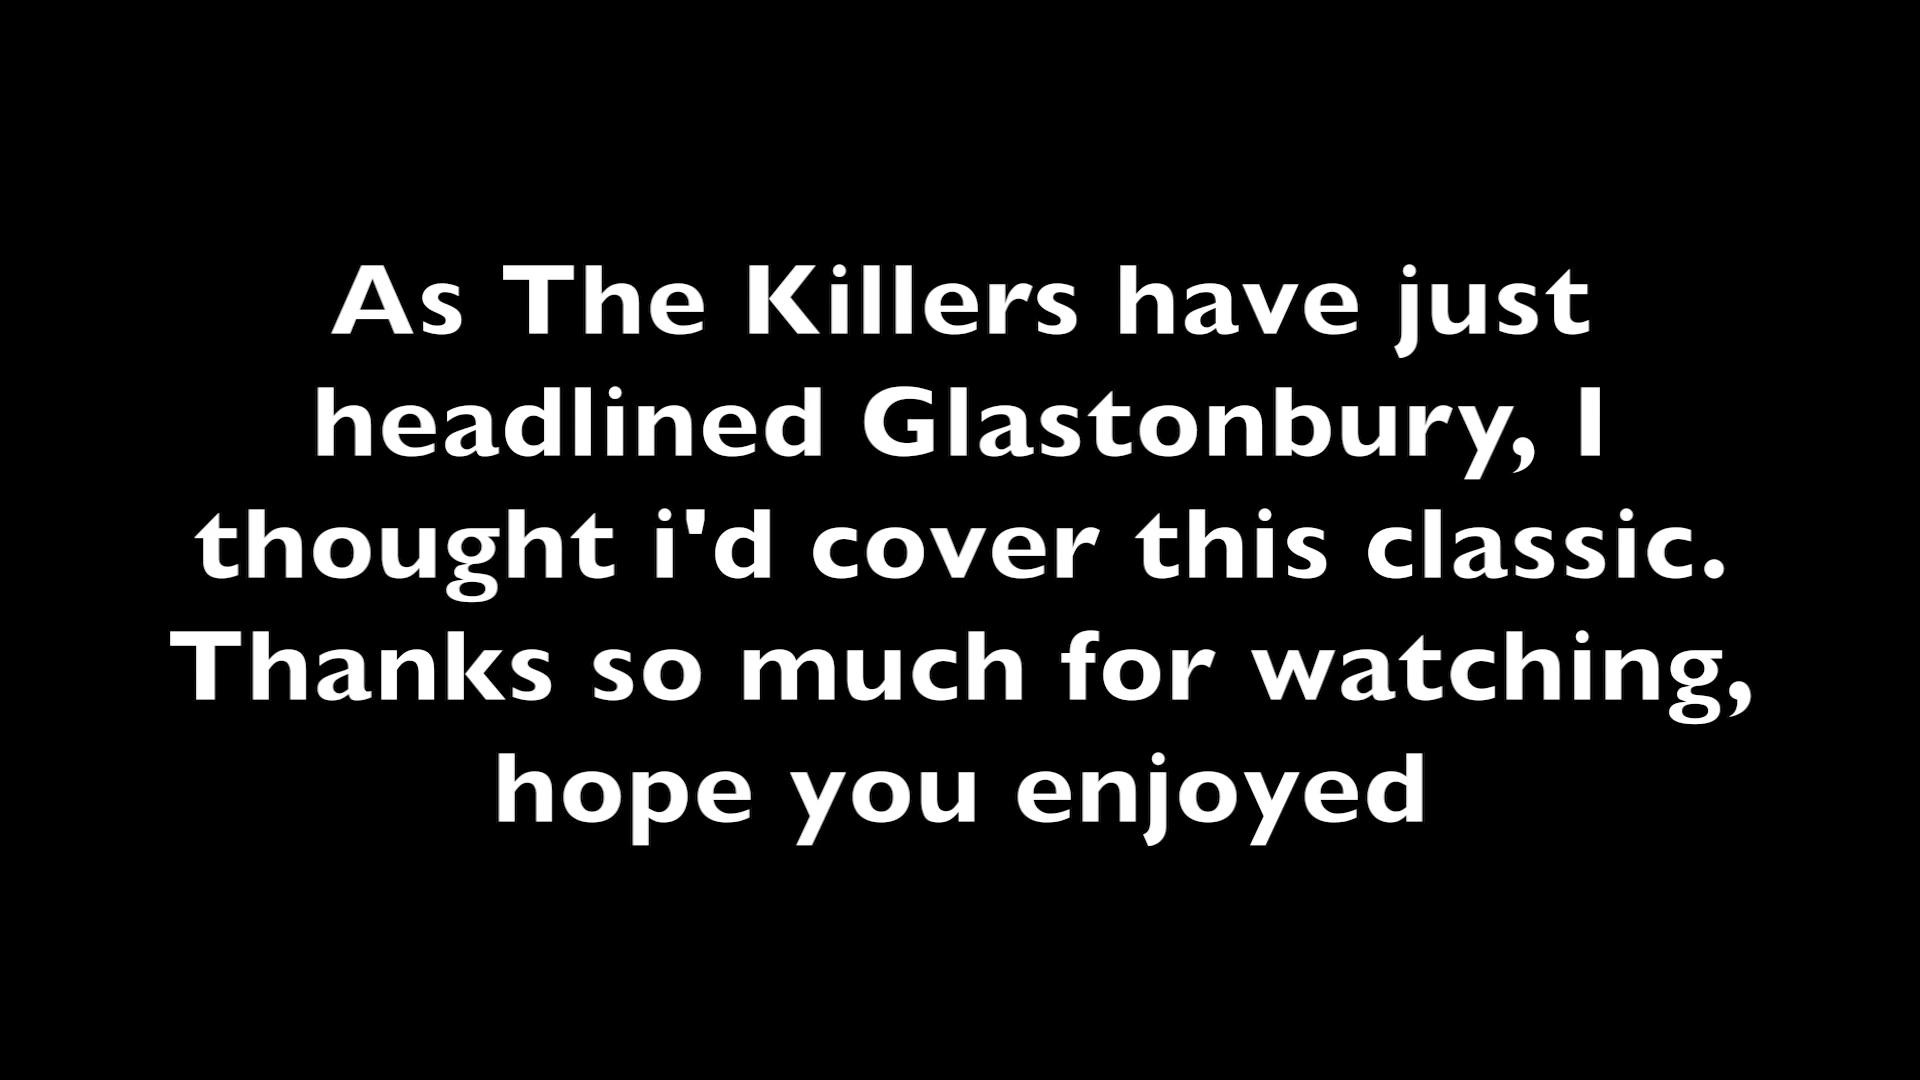 As The Killers have just
headlined Glastonbury, I
thought i'd cover this classic.
Thanks so much for watching,
hope you enjoyed